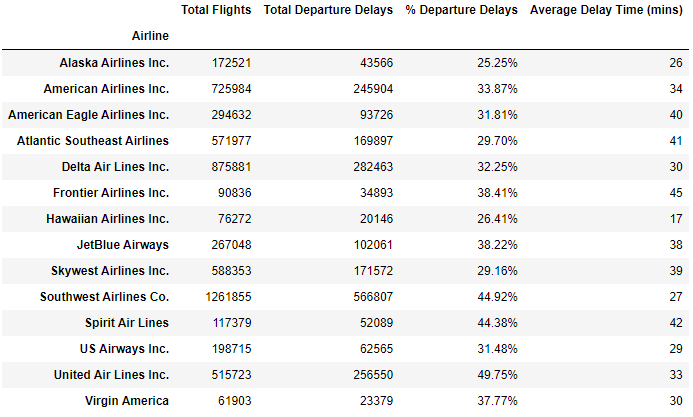 Total Flights Total Departure Delays % Departure Delays Average Delay Time (mins)
Airline
Alaska Airlines Inc. 172521 43566 25.25% 26
American Airlines Inc. 725984 245904 33.87% 34
American Eagle Airlines Inc. 294632 93726 31.81% 40
Atlantic Southeast Airlines 571977 169897 29.70% 41
Delta Air Lines Inc. 875881 282463 32.25% 30
Frontier Airlines Inc. 90836 34893 38.41% 45
Hawaiian Airlines Inc. 76272 20146 26.41% 17
JetBlue Airways 267048 102061 38.22% 38
Skywest Airlines Inc. 588353 171572 29.16% 39
Southwest Airlines Co. 1261855 566807 44.92% 27
Spirit Air Lines 117379 52089 44.38% 42
US Airways Inc. 198715 62565 31.48% 29
United Air Lines Inc. 515723 256550 49.75% 33
Virgin America 61903 23379 37.77% 30